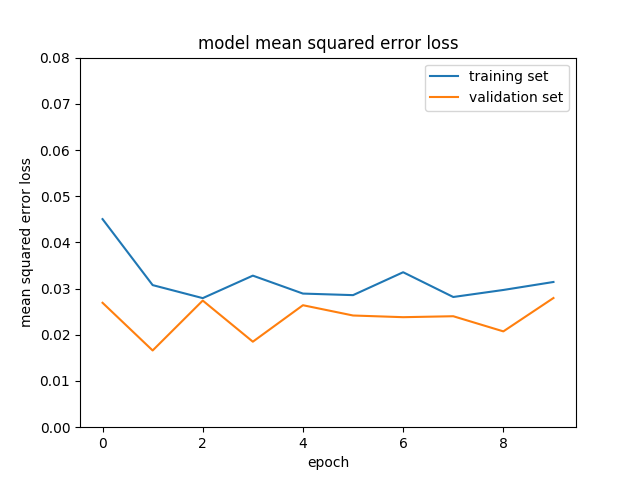 model mean squared error loss
0.08
0.07
0.06
0.05
0.04
0.03
0.02
0.01
0.00
mean squared error loss
training set
validation set
0 2 4 6 8
epoch